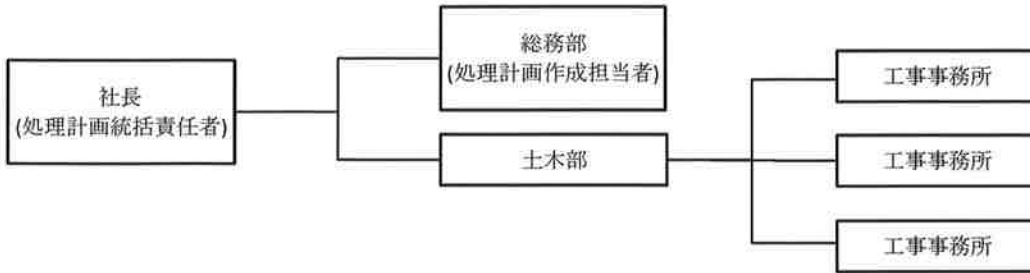 社長
(処理計画統括責任者)
総務部
(処理計画作成担当者)
土木部
工事事務所
工事事務所
工事事務所